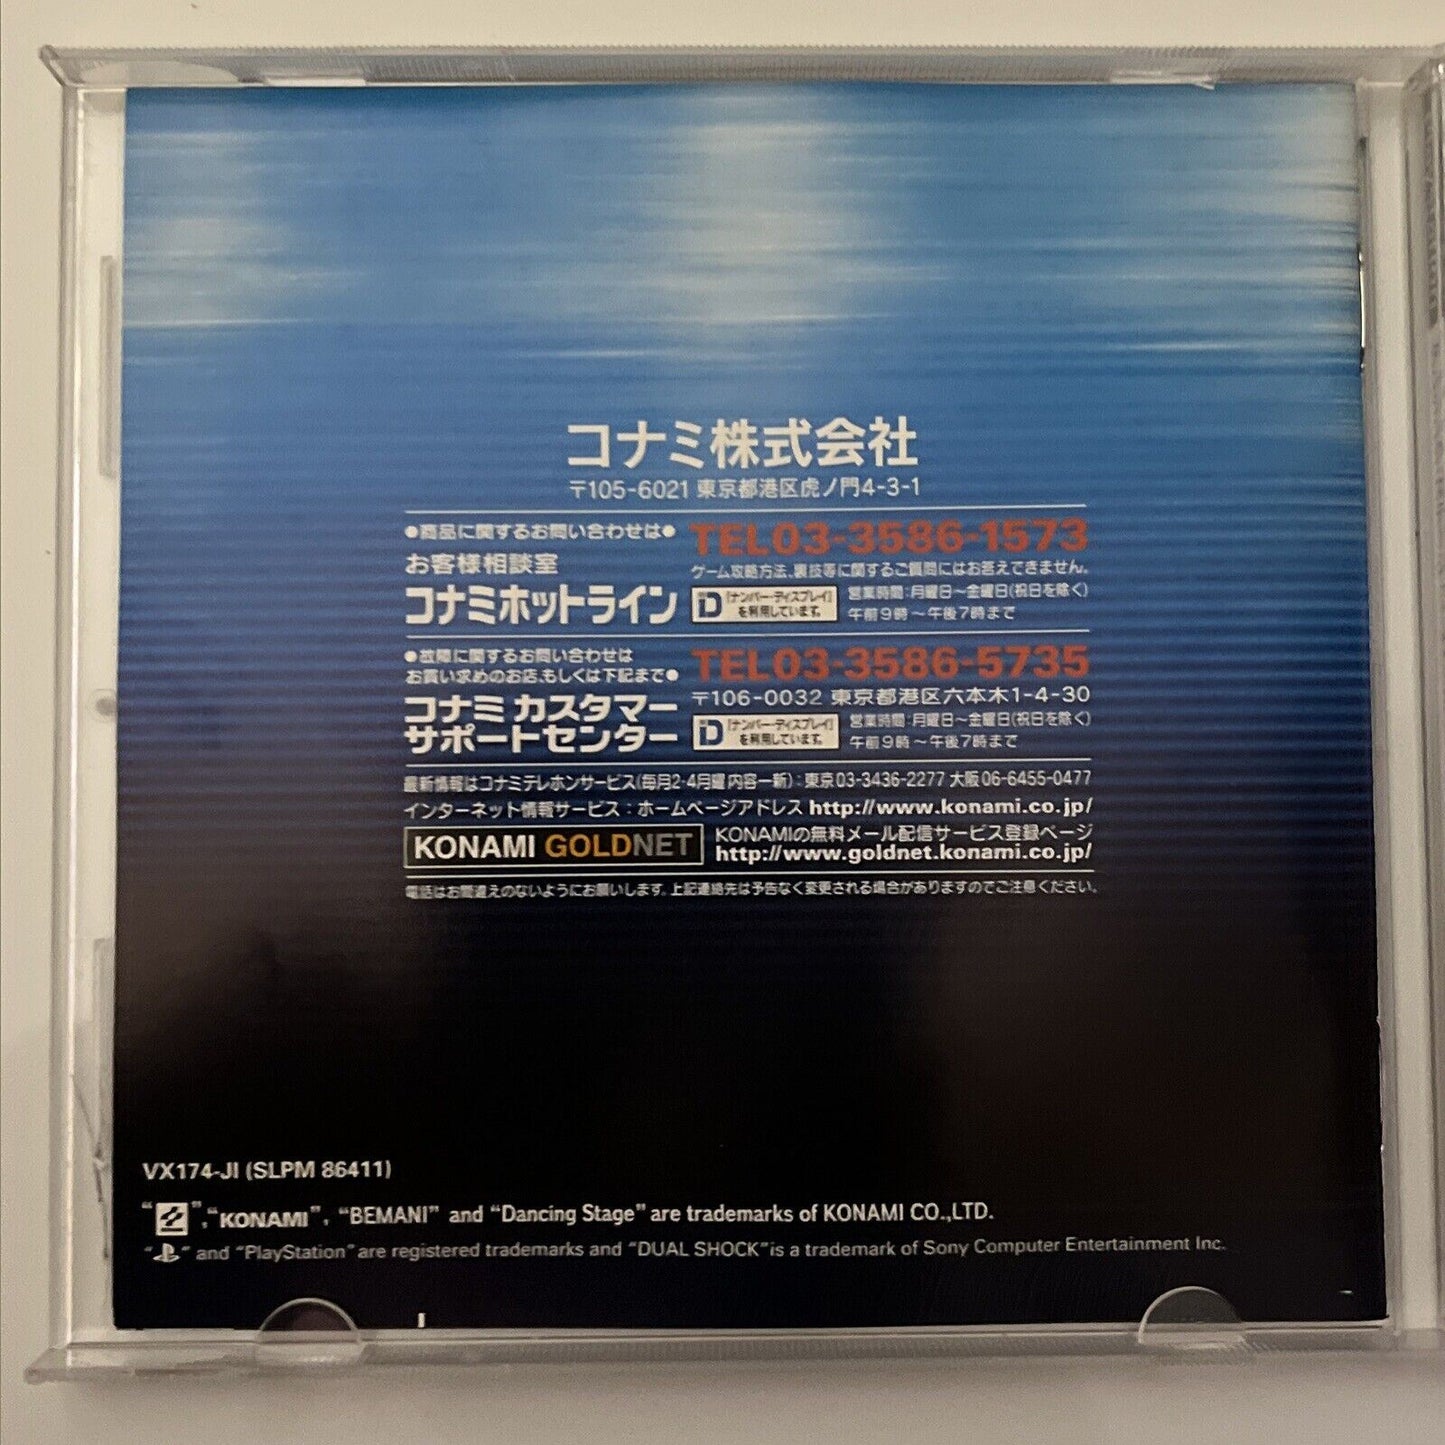 コナミ株式会社
〒105-6021 東京都港区虎ノ門4-3-1
●商品に関するお問い合わせは●
お客様相談室
コナミホットライン
TEL03-3586-1573
ゲーム攻略方法、裏技等に関するご質問にはお答えできません。
「ナンバー・ディスプレイ」
を利用しています。
営業時間:月曜日〜金曜日(祝日を除く)
午前9時〜午後7時まで
●故障に関するお問い合わせは
お買い求めのお店、もしくは下記まで●
コナミ カスタマー
サポートセンター
TEL03-3586-5735
〒106-0032 東京都港区六本木1-4-30
「ナンバー・ディスプレイ」
を利用しています。
営業時間:月曜日〜金曜日(祝日を除く)
午前9時〜午後7時まで
最新情報はコナミテレホンサービス(毎月2・4月曜 内容一新):東京03-3436-2277 大阪06-6455-0477
インターネット情報サービス:ホームページアドレス http://www.konami.co.jp/
KONAMI GOLDNET
KONAMIの無料メール配信サービス登録ページ
http://www.goldnet.konami.co.jp/
電話はお間違えのないようにお願いします。上記連絡先は予告なく変更される場合がありますのでご注意ください。
VX174-JI (SLPM 86411)
“ ”,“KONAMI”, “BEMANI” and “Dancing Stage” are trademarks of KONAMI CO.,LTD.
“ ” and “PlayStation” are registered trademarks and “DUAL SHOCK” is a trademark of Sony Computer Entertainment Inc.